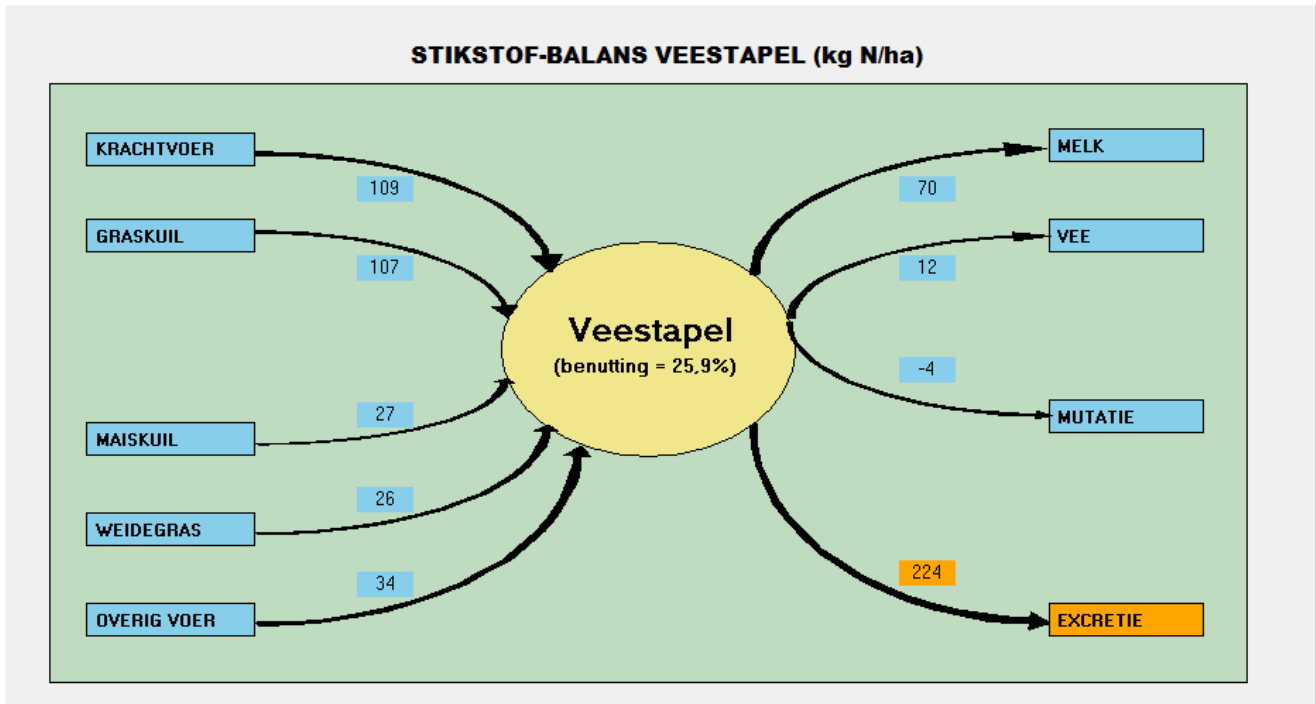 STIKSTOF-BALANS VEESTAPEL (kg N/ha)
KRACHTVOER
109
GRASKUIL
107
MAISKUIL
27
WEIDEGRAS
26
OVERIG VOER
34
Veestapel
(benutting = 25,9%)
MELK
70
VEE
12
-4
MUTATIE
224
EXCRETIE